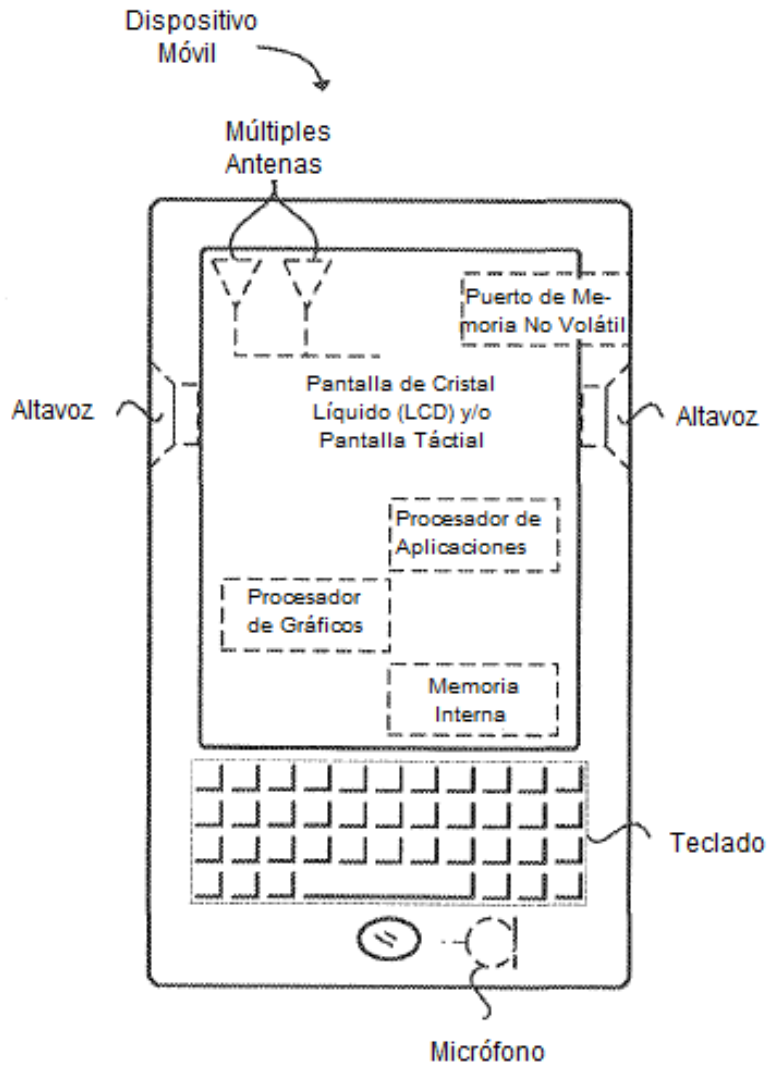 Dispositivo
Móvil
Múltiples
Antenas
Puerto de Me-
moria No Volátil
Pantalla de Cristal
Líquido (LCD) y/o
Pantalla Táctial
Altavoz
Altavoz
Procesador de
Aplicaciones
Procesador
de Gráficos
Memoria
Interna
Teclado
Micrófono